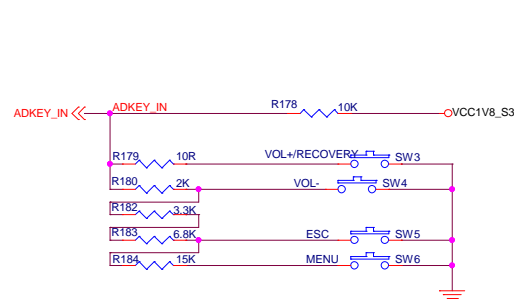 ADKEY_IN ADKEY_IN R178 10K VCC1V8_S3
R179 10R VOL+/RECOVERY SW3
R180 2K VOL- SW4
R182 3.3K
R183 6.8K ESC SW5
R184 15K MENU SW6